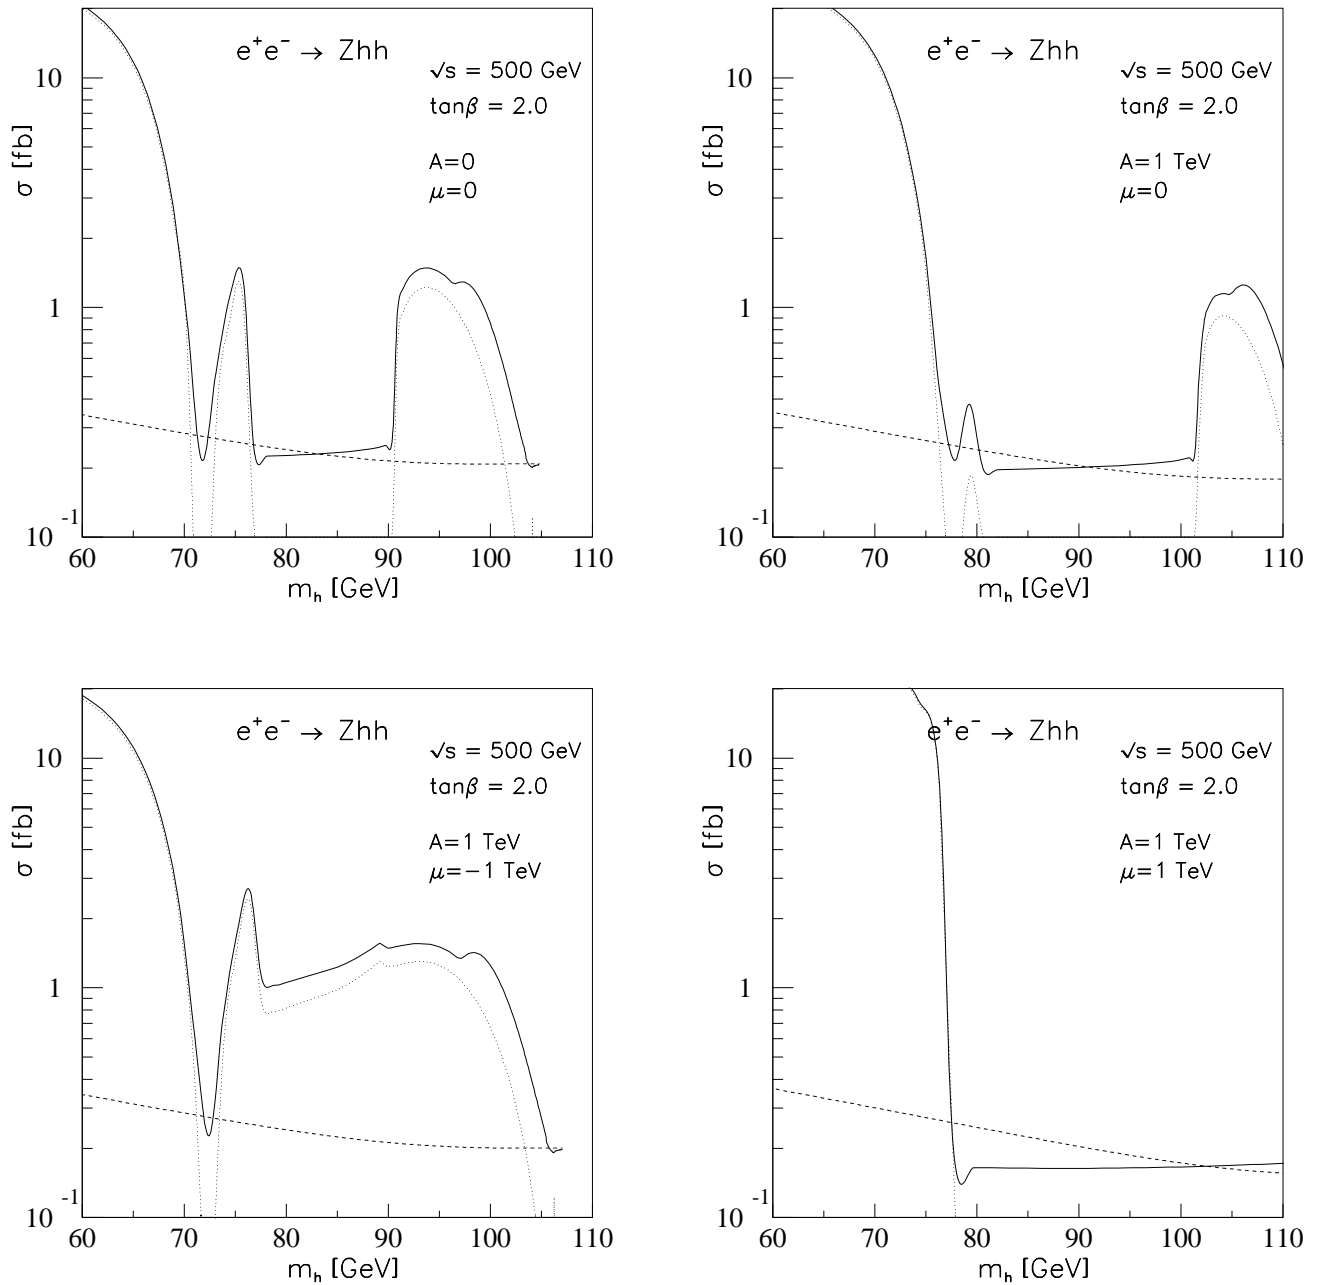 e⁺e⁻ → Zhh
√s = 500 GeV
tanβ = 2.0
A=0
μ=0
σ [fb]
10
1
10⁻¹
60 70 80 90 100 110
mₕ [GeV]
e⁺e⁻ → Zhh
√s = 500 GeV
tanβ = 2.0
A=1 TeV
μ=0
σ [fb]
10
1
10⁻¹
60 70 80 90 100 110
mₕ [GeV]
e⁺e⁻ → Zhh
√s = 500 GeV
tanβ = 2.0
A=1 TeV
μ=−1 TeV
σ [fb]
10
1
10⁻¹
60 70 80 90 100 110
mₕ [GeV]
e⁺e⁻ → Zhh
√s = 500 GeV
tanβ = 2.0
A=1 TeV
μ=1 TeV
σ [fb]
10
1
10⁻¹
60 70 80 90 100 110
mₕ [GeV]